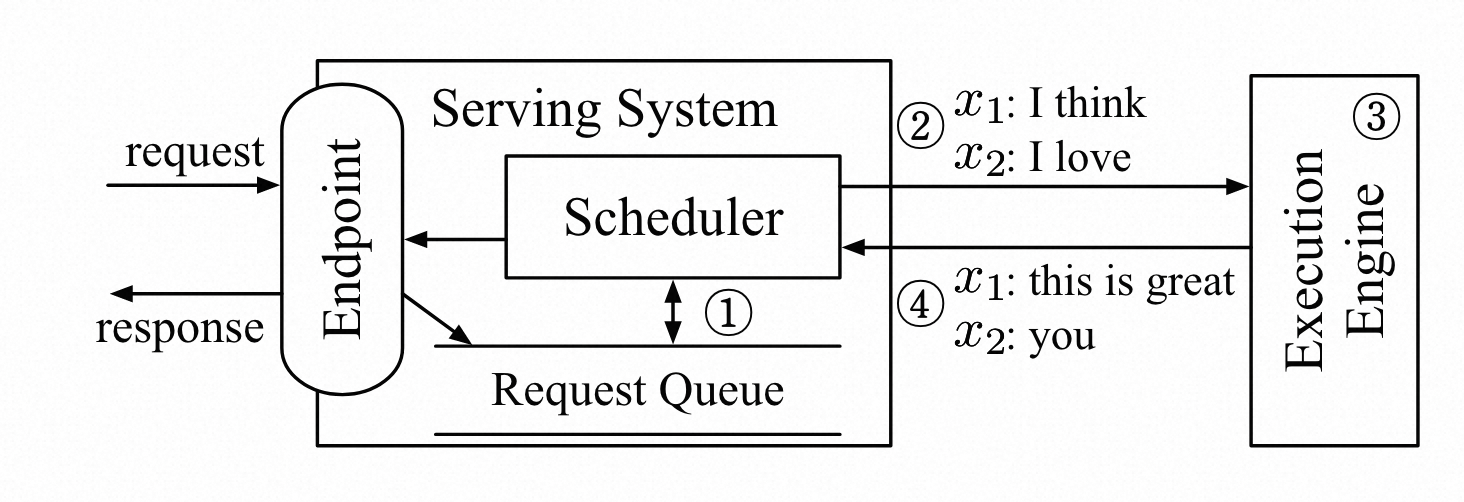 Serving System
request
Endpoint
response
Scheduler
①
Request Queue
②
x1: I think
x2: I love
④
x1: this is great
x2: you
③
Execution
Engine